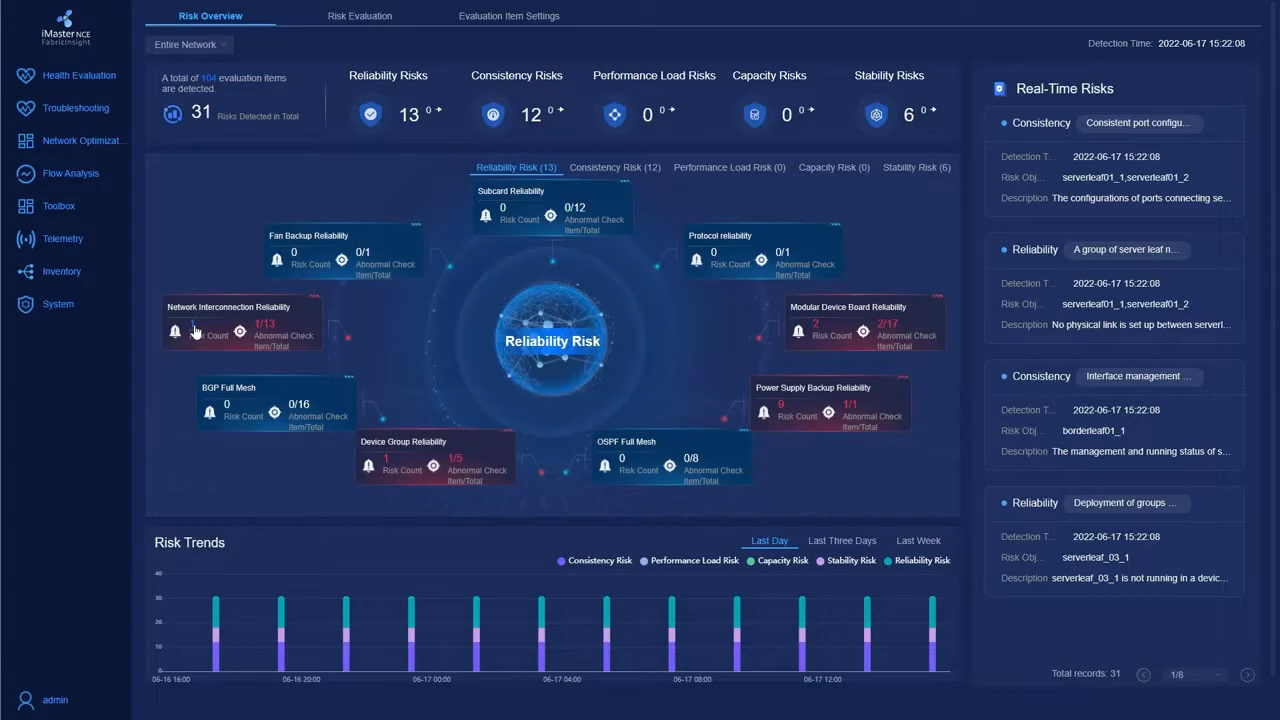 iMaster NCE
FabricInsight
Health Evaluation
Troubleshooting
Network Optimizat...
Flow Analysis
Toolbox
Telemetry
Inventory
System
admin
Risk Overview
Risk Evaluation
Evaluation Item Settings
Entire Network
Detection Time: 2022-06-17 15:22:08
A total of 104 evaluation items
are detected.
31 Risks Detected in Total
Reliability Risks
13 0
Consistency Risks
12 0
Performance Load Risks
0 0
Capacity Risks
0 0
Stability Risks
6 0
Reliability Risk (13) Consistency Risk (12) Performance Load Risk (0) Capacity Risk (0) Stability Risk (6)
Subcard Reliability
0 0/12
Risk Count Abnormal Check
Item/Total
Fan Backup Reliability
0 0/1
Risk Count Abnormal Check
Item/Total
Protocol reliability
0 0/1
Risk Count Abnormal Check
Item/Total
Network Interconnection Reliability
1 1/13
Count Abnormal Check
Item/Total
Reliability Risk
Modular Device Board Reliability
2 2/17
Risk Count Abnormal Check
Item/Total
BGP Full Mesh
0 0/16
Risk Count Abnormal Check
Item/Total
Power Supply Backup Reliability
9 1/1
Risk Count Abnormal Check
Item/Total
Device Group Reliability
1 1/5
Risk Count Abnormal Check
Item/Total
OSPF Full Mesh
0 0/8
Risk Count Abnormal Check
Item/Total
Risk Trends
Last Day Last Three Days Last Week
Consistency Risk Performance Load Risk Capacity Risk Stability Risk Reliability Risk
40
30
20
10
0
06-16 16:00 06-16 20:00 06-17 00:00 06-17 04:00 06-17 08:00 06-17 12:00
Real-Time Risks
Consistency Consistent port configu...
Detection T... 2022-06-17 15:22:08
Risk Obj... serverleaf01_1,serverleaf01_2
Description The configurations of ports connecting se...
Reliability A group of server leaf n...
Detection T... 2022-06-17 15:22:08
Risk Obj... serverleaf01_1,serverleaf01_2
Description No physical link is set up between serverl...
Consistency Interface management ...
Detection T... 2022-06-17 15:22:08
Risk Obj... borderleaf01_1
Description The management and running status of s...
Reliability Deployment of groups ...
Detection T... 2022-06-17 15:22:08
Risk Obj... serverleaf_03_1
Description serverleaf_03_1 is not running in a devic...
Total records: 31 1/8